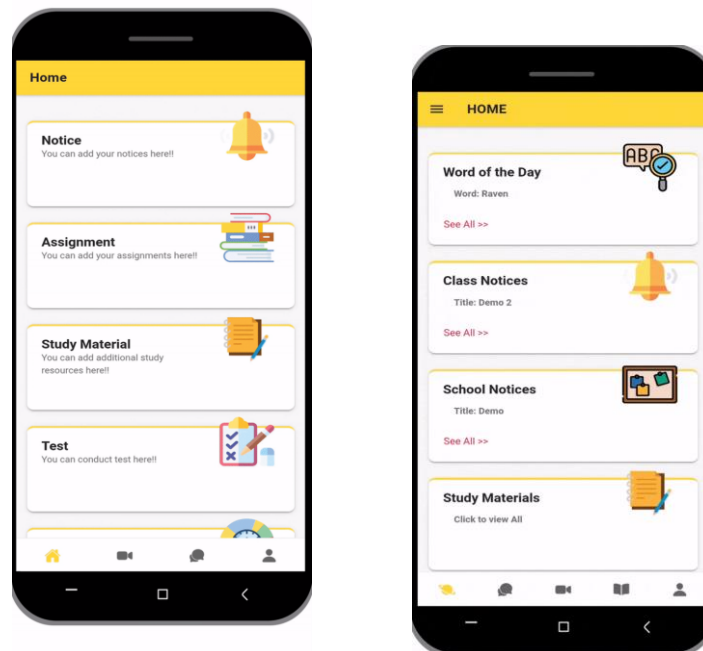 Home
Notice
You can add your notices here!!
Assignment
You can add your assignments here!!
Study Material
You can add additional study
resources here!!
Test
You can conduct test here!!
HOME
ABC
Word of the Day
Word: Raven
See All >>
Class Notices
Title: Demo 2
See All >>
School Notices
Title: Demo
See All >>
Study Materials
Click to view All